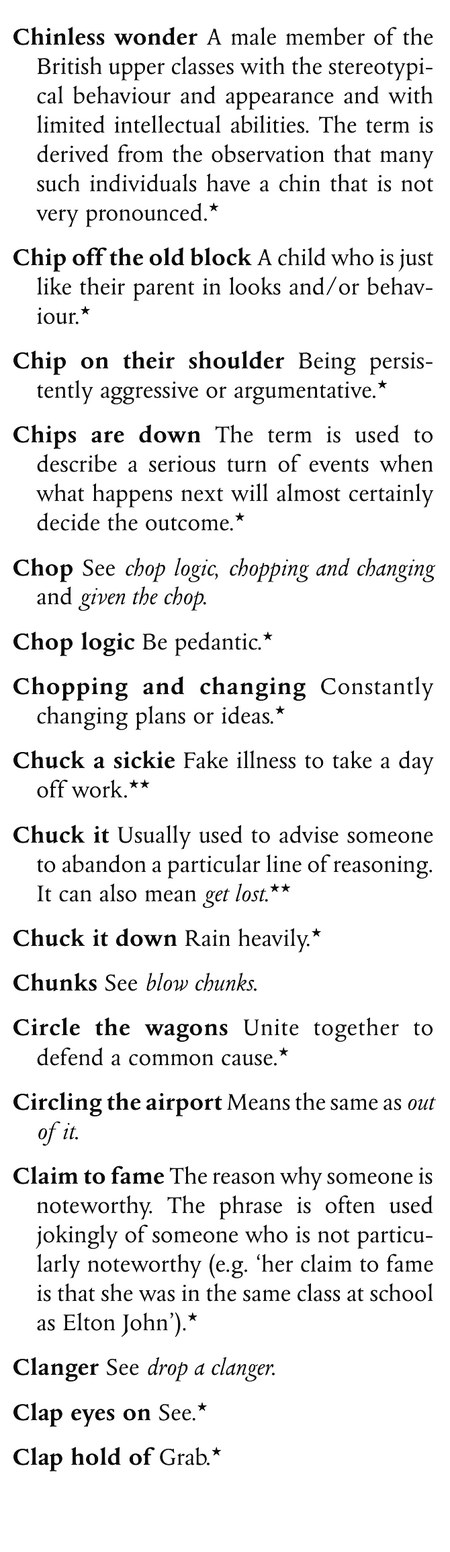 Chinless wonder A male member of the
British upper classes with the stereotypi-
cal behaviour and appearance and with
limited intellectual abilities. The term is
derived from the observation that many
such individuals have a chin that is not
very pronounced.★
Chip off the old block A child who is just
like their parent in looks and/or behav-
iour.★
Chip on their shoulder Being persis-
tently aggressive or argumentative.★
Chips are down The term is used to
describe a serious turn of events when
what happens next will almost certainly
decide the outcome.★
Chop See chop logic, chopping and changing
and given the chop.
Chop logic Be pedantic.★
Chopping and changing Constantly
changing plans or ideas.★
Chuck a sickie Fake illness to take a day
off work.★★
Chuck it Usually used to advise someone
to abandon a particular line of reasoning.
It can also mean get lost.★★
Chuck it down Rain heavily.★
Chunks See blow chunks.
Circle the wagons Unite together to
defend a common cause.★
Circling the airport Means the same as out
of it.
Claim to fame The reason why someone is
noteworthy. The phrase is often used
jokingly of someone who is not particu-
larly noteworthy (e.g. ‘her claim to fame
is that she was in the same class at school
as Elton John’).★
Clanger See drop a clanger.
Clap eyes on See.★
Clap hold of Grab.★